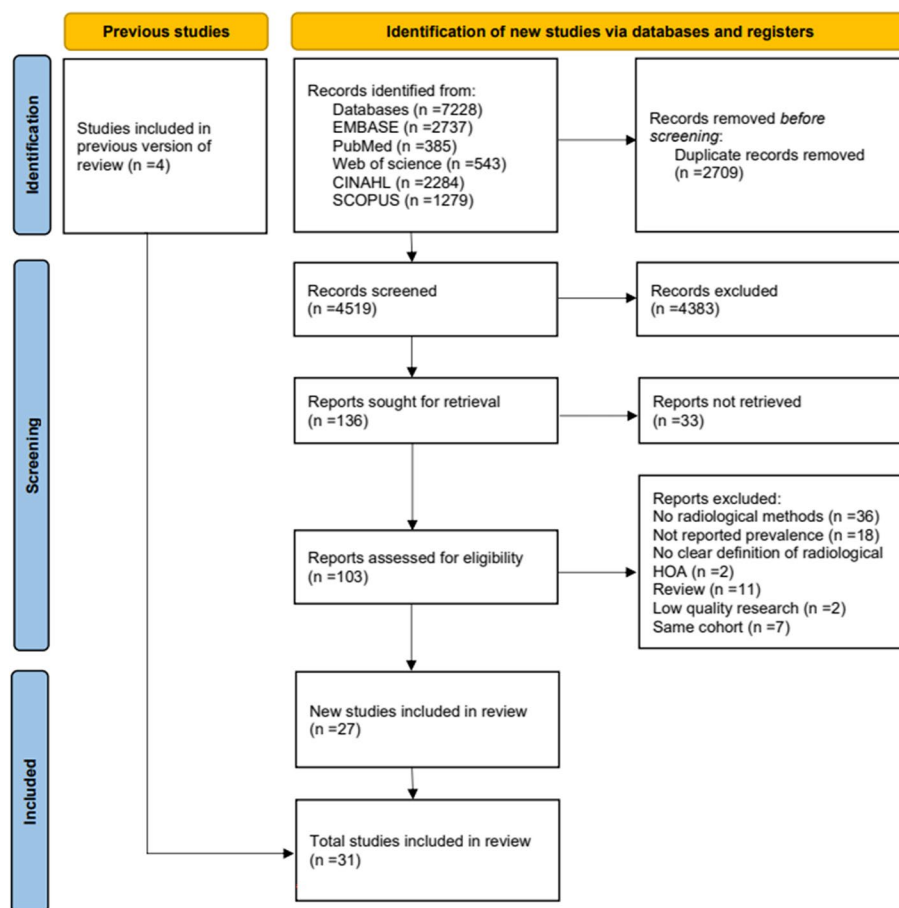 Previous studies
Identification of new studies via databases and registers
Identification
Studies included in
previous version of
review (n =4)
Records identified from:
Databases (n =7228)
EMBASE (n =2737)
PubMed (n =385)
Web of science (n =543)
CINAHL (n =2284)
SCOPUS (n =1279)
Records removed before
screening:
Duplicate records removed
(n =2709)
Screening
Records screened
(n =4519)
Records excluded
(n =4383)
Reports sought for retrieval
(n =136)
Reports not retrieved
(n =33)
Reports assessed for eligibility
(n =103)
Reports excluded:
No radiological methods (n =36)
Not reported prevalence (n =18)
No clear definition of radiological
HOA (n =2)
Review (n =11)
Low quality research (n =2)
Same cohort (n =7)
Included
New studies included in review
(n =27)
Total studies included in review
(n =31)